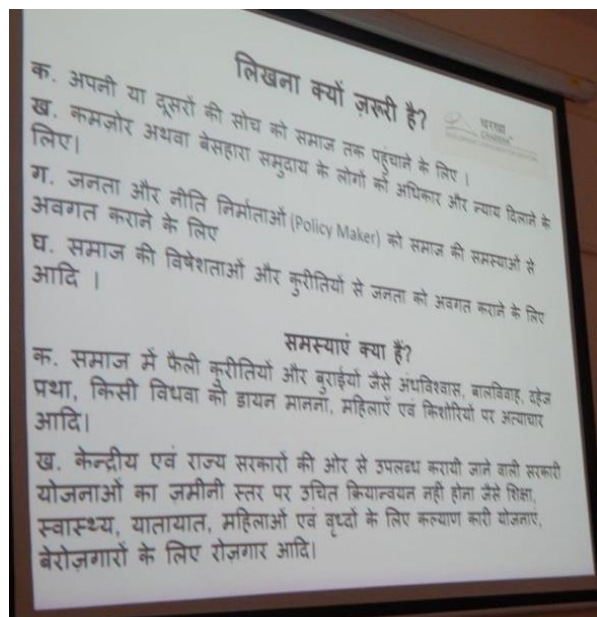 लिखना क्यों ज़रूरी है?
चरखा
CHARKHA
क. अपनी या दूसरों की सोच को समाज तक पहुंचाने के लिए ।
ख. कमज़ोर अथवा बेसहारा समुदाय के लोगों को अधिकार और न्याय दिलाने के
लिए।
ग. जनता और नीति निर्माताओं (Policy Maker) को समाज की समस्याओं से
अवगत कराने के लिए
घ. समाज की विषेशताओं और कुरीतियों से जनता को अवगत कराने के लिए
आदि ।
समस्याएं क्या हैं?
क. समाज में फैली कुरीतियों और बुराईयों जैसे अंधविश्वास, बालविवाह, दहेज
प्रथा, किसी विधवा को डायन मानना, महिलाएँ एवं किशोरियों पर अत्याचार
आदि।
ख. केन्द्रीय एवं राज्य सरकारों की ओर से उपलब्ध करायी जाने वाली सरकारी
योजनाओं का ज़मीनी स्तर पर उचित क्रियान्वयन नहीं होना जैसे शिक्षा,
स्वास्थ्य, यातायात, महिलाओं एवं वृध्दों के लिए कल्याण कारी योजनाएं,
बेरोज़गारों के लिए रोज़गार आदि।